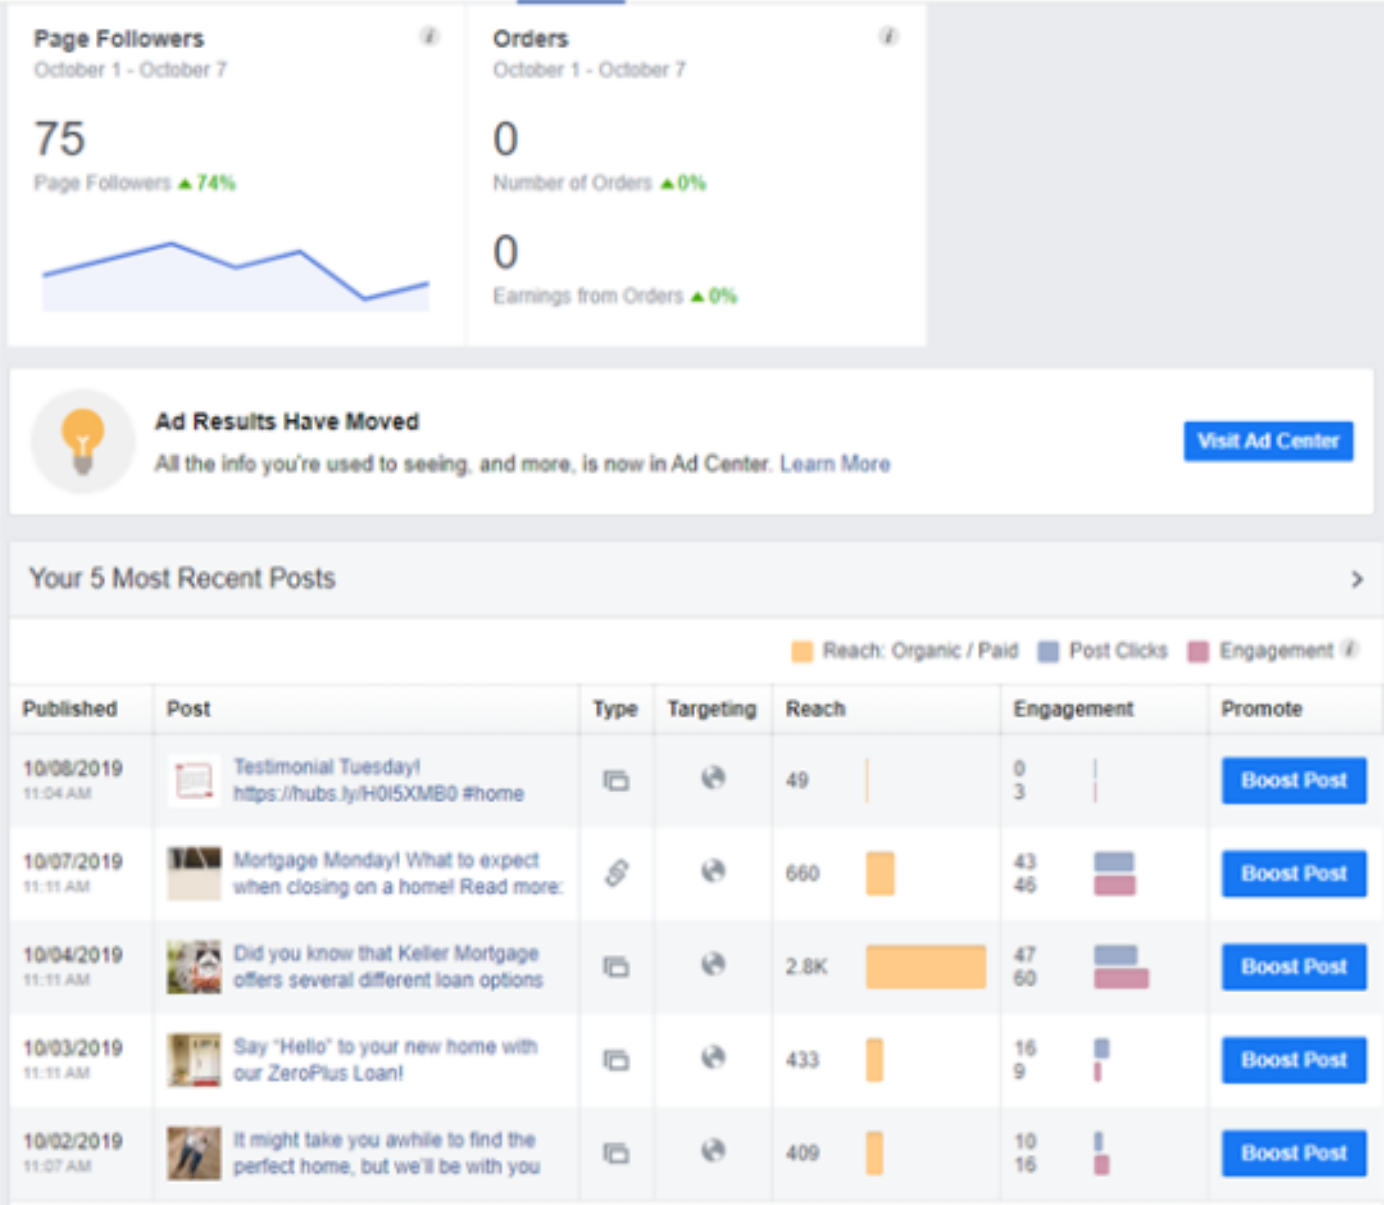 Page Followers
October 1 - October 7
75
Page Followers ▲ 74%
Orders
October 1 - October 7
0
Number of Orders ▲ 0%
0
Earnings from Orders ▲ 0%
Ad Results Have Moved
All the info you're used to seeing, and more, is now in Ad Center. Learn More
Visit Ad Center
Your 5 Most Recent Posts
Reach: Organic / Paid Post Clicks Engagement i
Published Post Type Targeting Reach Engagement Promote
10/08/2019
11:04 AM
Testimonial Tuesday!
https://hubs.ly/H0l5XMB0 #home
49
0
3
Boost Post
10/07/2019
11:11 AM
Mortgage Monday! What to expect
when closing on a home! Read more:
660
43
46
Boost Post
10/04/2019
11:11 AM
Did you know that Keller Mortgage
offers several different loan options
2.8K
47
60
Boost Post
10/03/2019
11:11 AM
Say "Hello" to your new home with
our ZeroPlus Loan!
433
16
9
Boost Post
10/02/2019
11:07 AM
It might take you awhile to find the
perfect home, but we'll be with you
409
10
16
Boost Post